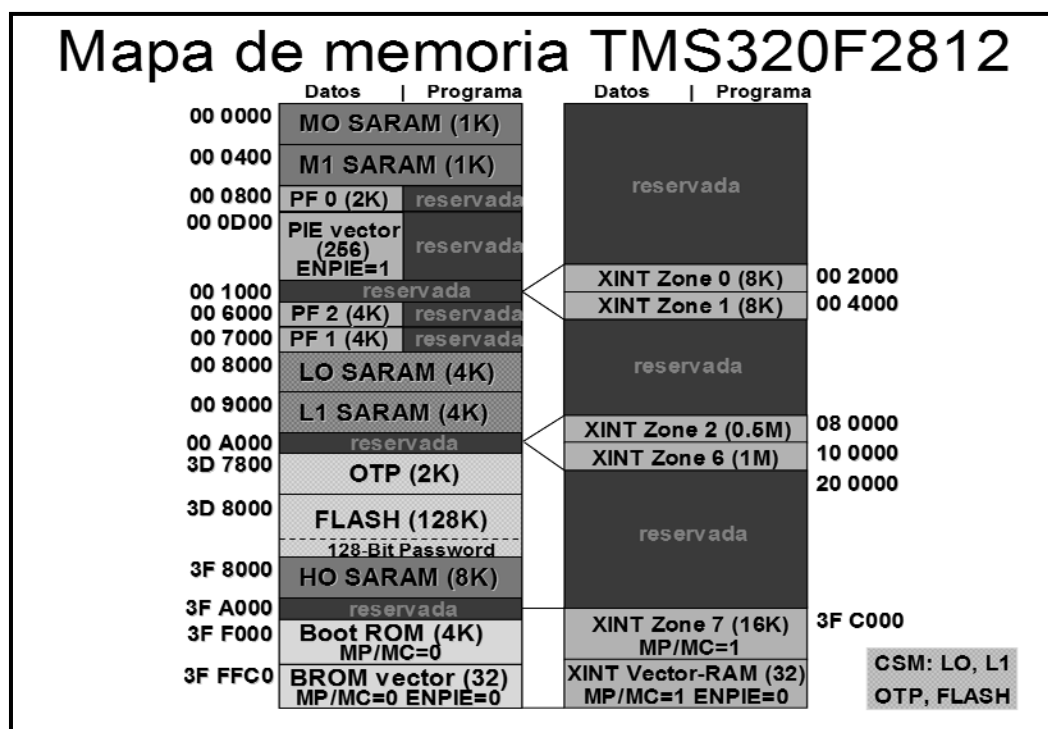 Mapa de memoria TMS320F2812
Datos | Programa
00 0000
MO SARAM (1K)
00 0400
M1 SARAM (1K)
00 0800
PF 0 (2K)
reservada
00 0D00
PIE vector
(256)
ENPIE=1
reservada
00 1000
reservada
00 6000
PF 2 (4K)
reservada
00 7000
PF 1 (4K)
reservada
00 8000
LO SARAM (4K)
00 9000
L1 SARAM (4K)
00 A000
reservada
3D 7800
OTP (2K)
3D 8000
FLASH (128K)
128-Bit Password
3F 8000
HO SARAM (8K)
3F A000
reservada
3F F000
Boot ROM (4K)
MP/MC=0
3F FFC0
BROM vector (32)
MP/MC=0 ENPIE=0
Datos | Programa
reservada
XINT Zone 0 (8K)
00 2000
XINT Zone 1 (8K)
00 4000
reservada
XINT Zone 2 (0.5M)
08 0000
XINT Zone 6 (1M)
10 0000
20 0000
reservada
XINT Zone 7 (16K)
MP/MC=1
3F C000
XINT Vector-RAM (32)
MP/MC=1 ENPIE=0
CSM: LO, L1
OTP, FLASH